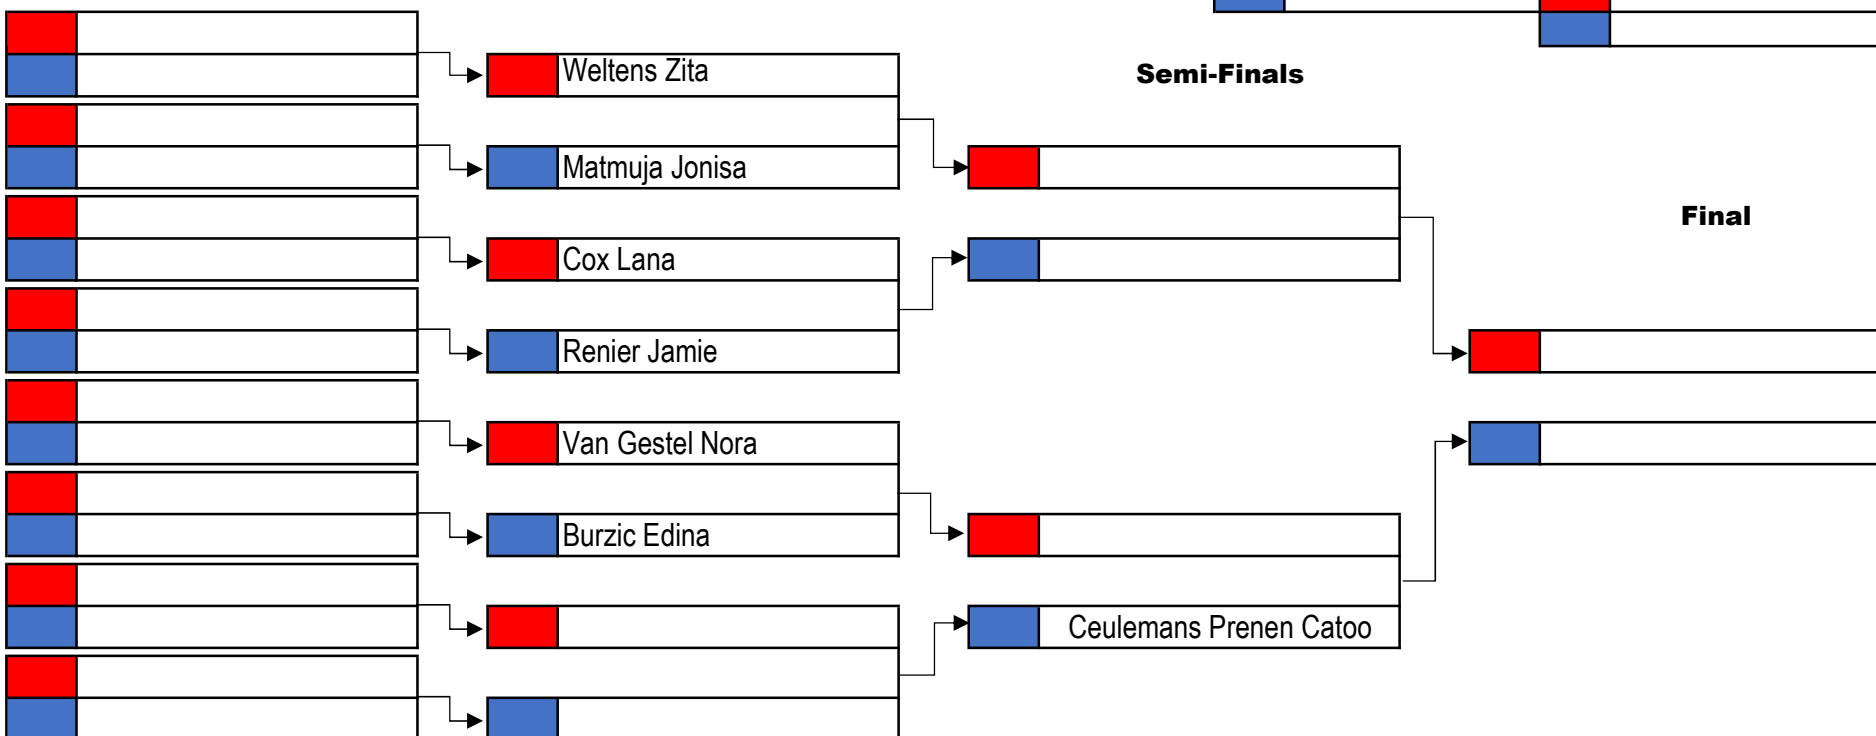 Weltens Zita
Semi-Finals
Matmuja Jonisa
Final
Cox Lana
Renier Jamie
Van Gestel Nora
Burzic Edina
Ceulemans Prenen Catoo